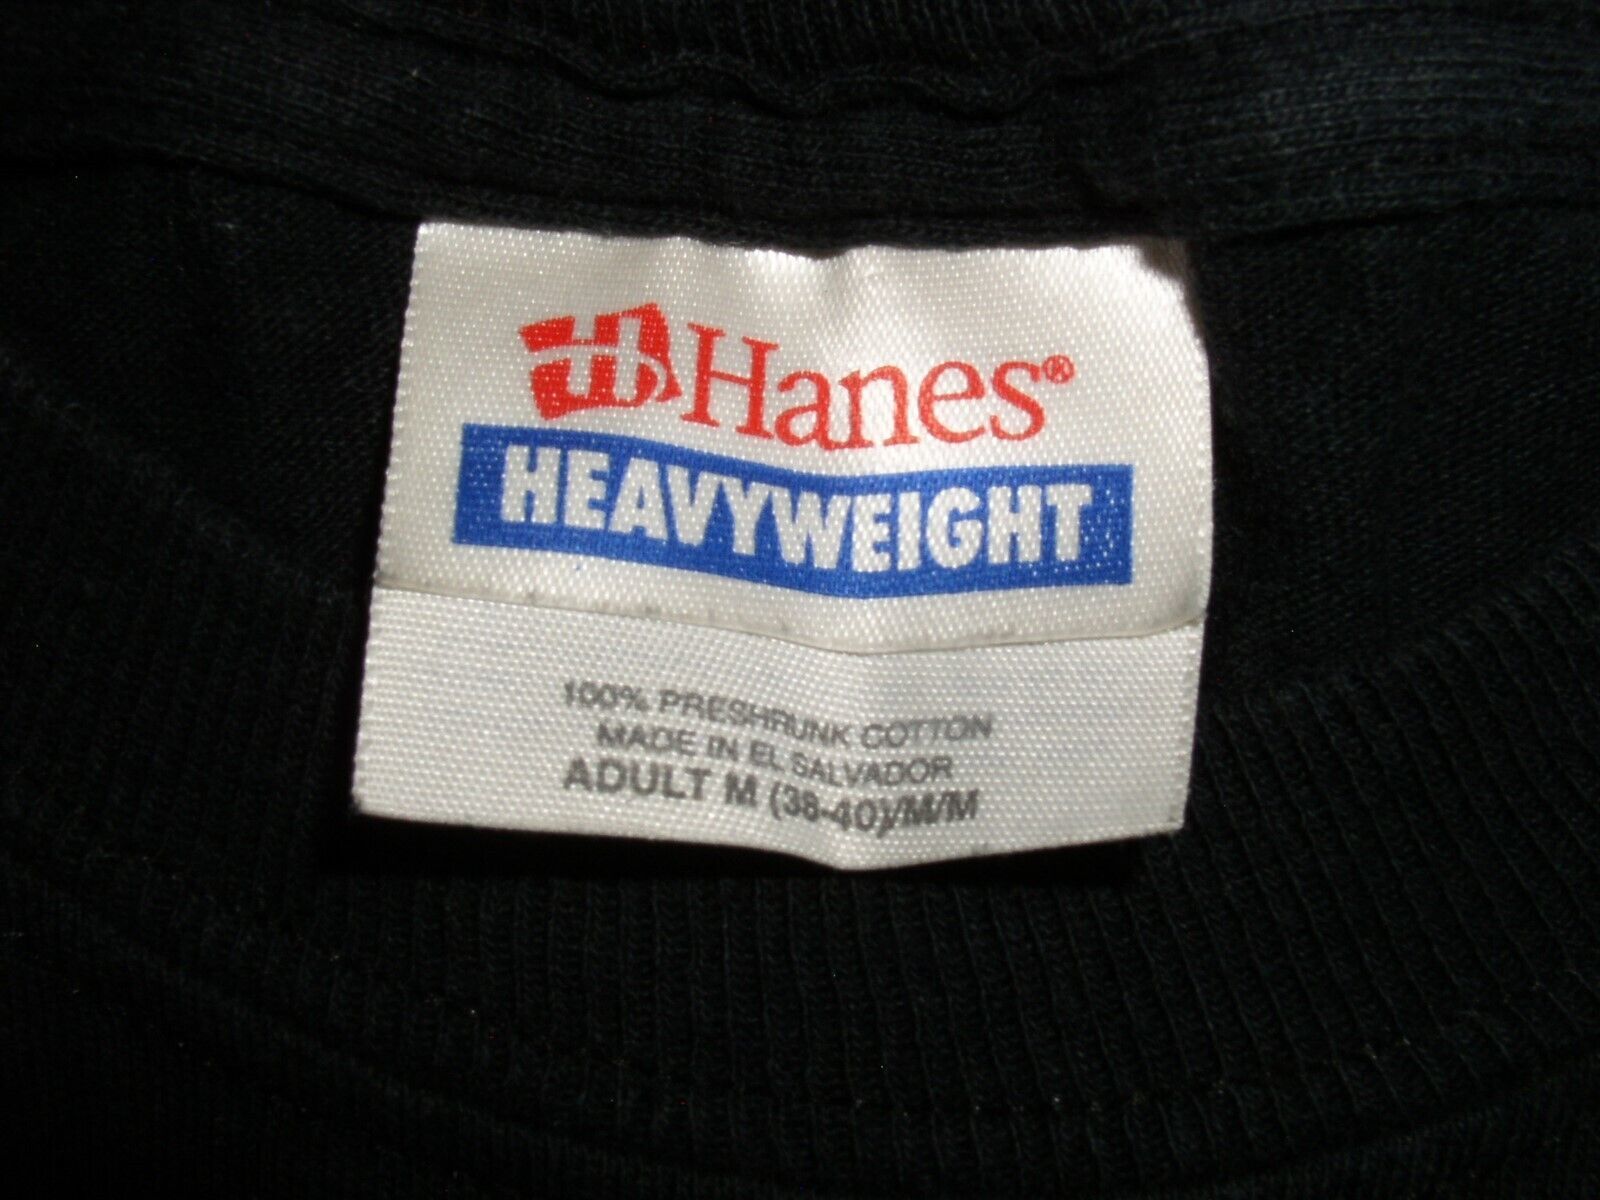 H Hanes®
HEAVYWEIGHT
100% PRESHRUNK COTTON
MADE IN EL SALVADOR
ADULT M (38-40)/M/M